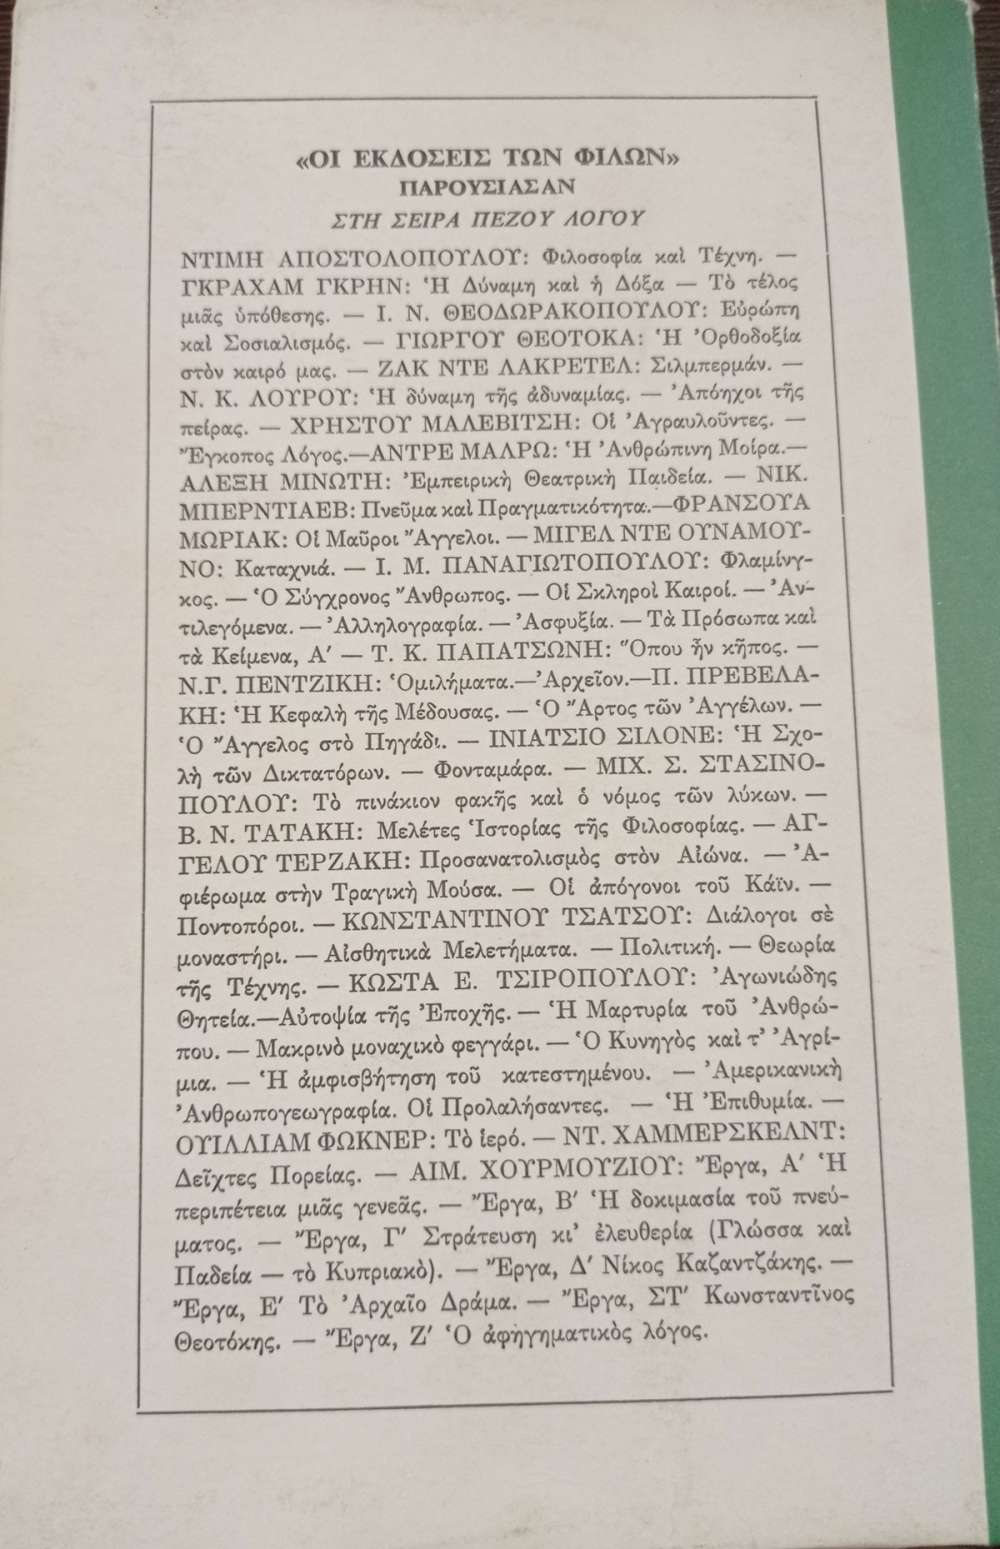 «ΟΙ ΕΚΔΟΣΕΙΣ ΤΩΝ ΦΙΛΩΝ»
ΠΑΡΟΥΣΙΑΣΑΝ
ΣΤΗ ΣΕΙΡΑ ΠΕΖΟΥ ΛΟΓΟΥ
ΝΤΙΜΗ ΑΠΟΣΤΟΛΟΠΟΥΛΟΥ: Φιλοσοφία καὶ Τέχνη. —
ΓΚΡΑΧΑΜ ΓΚΡΗΝ: Ἡ Δύναμη καὶ ἡ Δόξα — Τὸ τέλος
μιᾶς ὑπόθεσης. — Ι. Ν. ΘΕΟΔΩΡΑΚΟΠΟΥΛΟΥ: Εὐρώπη
καὶ Σοσιαλισμός. — ΓΙΩΡΓΟΥ ΘΕΟΤΟΚΑ: Ἡ Ὀρθοδοξία
στὸν καιρό μας. — ΖΑΚ ΝΤΕ ΛΑΚΡΕΤΕΛ: Σιλμπερμάν. —
Ν. Κ. ΛΟΥΡΟΥ: Ἡ δύναμη τῆς ἀδυναμίας. — Ἀπόηχοι τῆς
πείρας. — ΧΡΗΣΤΟΥ ΜΑΛΕΒΙΤΣΗ: Οἱ Ἀγραυλοῦντες. —
Ἔγκοπος Λόγος.—ΑΝΤΡΕ ΜΑΛΡΩ: Ἡ Ἀνθρώπινη Μοίρα.—
ΑΛΕΞΗ ΜΙΝΩΤΗ: Ἐμπειρικὴ Θεατρικὴ Παιδεία. — ΝΙΚ.
ΜΠΕΡΝΤΙΑΕΒ: Πνεῦμα καὶ Πραγματικότητα.—ΦΡΑΝΣΟΥΑ
ΜΩΡΙΑΚ: Οἱ Μαῦροι Ἄγγελοι. — ΜΙΓΕΛ ΝΤΕ ΟΥΝΑΜΟΥ-
ΝΟ: Καταχνιά. — Ι. Μ. ΠΑΝΑΓΙΩΤΟΠΟΥΛΟΥ: Φλαμίνγ-
κος. — Ὁ Σύγχρονος Ἄνθρωπος. — Οἱ Σκληροὶ Καιροί. — Ἀν-
τιλεγόμενα. — Ἀλληλογραφία. — Ἀσφυξία. — Τὰ Πρόσωπα καὶ
τὰ Κείμενα, Α′ — Τ. Κ. ΠΑΠΑΤΣΩΝΗ: Ὅπου ἦν κῆπος. —
Ν.Γ. ΠΕΝΤΖΙΚΗ: Ὁμιλήματα.—Ἀρχεῖον.—Π. ΠΡΕΒΕΛΑ-
ΚΗ: Ἡ Κεφαλὴ τῆς Μέδουσας. — Ὁ Ἄρτος τῶν Ἀγγέλων. —
Ὁ Ἄγγελος στὸ Πηγάδι. — ΙΝΙΑΤΣΙΟ ΣΙΛΟΝΕ: Ἡ Σχο-
λὴ τῶν Δικτατόρων. — Φονταμάρα. — ΜΙΧ. Σ. ΣΤΑΣΙΝΟ-
ΠΟΥΛΟΥ: Τὸ πινάκιον φακῆς καὶ ὁ νόμος τῶν λύκων. —
Β. Ν. ΤΑΤΑΚΗ: Μελέτες Ἱστορίας τῆς Φιλοσοφίας. — ΑΓ-
ΓΕΛΟΥ ΤΕΡΖΑΚΗ: Προσανατολισμὸς στὸν Αἰώνα. — Ἀ-
φιέρωμα στὴν Τραγικὴ Μούσα. — Οἱ ἀπόγονοι τοῦ Κάϊν. —
Ποντοπόροι. — ΚΩΝΣΤΑΝΤΙΝΟΥ ΤΣΑΤΣΟΥ: Διάλογοι σὲ
μοναστήρι. — Αἰσθητικὰ Μελετήματα. — Πολιτική. — Θεωρία
τῆς Τέχνης. — ΚΩΣΤΑ Ε. ΤΣΙΡΟΠΟΥΛΟΥ: Ἀγωνιώδης
Θητεία.—Αὐτοψία τῆς Ἐποχῆς. — Ἡ Μαρτυρία τοῦ Ἀνθρώ-
που. — Μακρινὸ μοναχικὸ φεγγάρι. — Ὁ Κυνηγὸς καὶ τ' Ἀγρί-
μια. — Ἡ ἀμφισβήτηση τοῦ κατεστημένου. — Ἀμερικανικὴ
Ἀνθρωπογεωγραφία. Οἱ Προλαλήσαντες. — Ἡ Ἐπιθυμία. —
ΟΥΙΛΛΙΑΜ ΦΩΚΝΕΡ: Τὸ ἱερό. — ΝΤ. ΧΑΜΜΕΡΣΚΕΛΝΤ:
Δεῖχτες Πορείας. — ΑΙΜ. ΧΟΥΡΜΟΥΖΙΟΥ: Ἔργα, Α′ Ἡ
περιπέτεια μιᾶς γενεᾶς. — Ἔργα, Β′ Ἡ δοκιμασία τοῦ πνεύ-
ματος. — Ἔργα, Γ′ Στράτευση κι' ἐλευθερία (Γλώσσα καὶ
Παδεία — τὸ Κυπριακὸ). — Ἔργα, Δ′ Νίκος Καζαντζάκης. —
Ἔργα, Ε′ Τὸ Ἀρχαῖο Δράμα. — Ἔργα, ΣΤ′ Κωνσταντῖνος
Θεοτόκης. — Ἔργα, Ζ′ Ὁ ἀφηγηματικὸς λόγος.